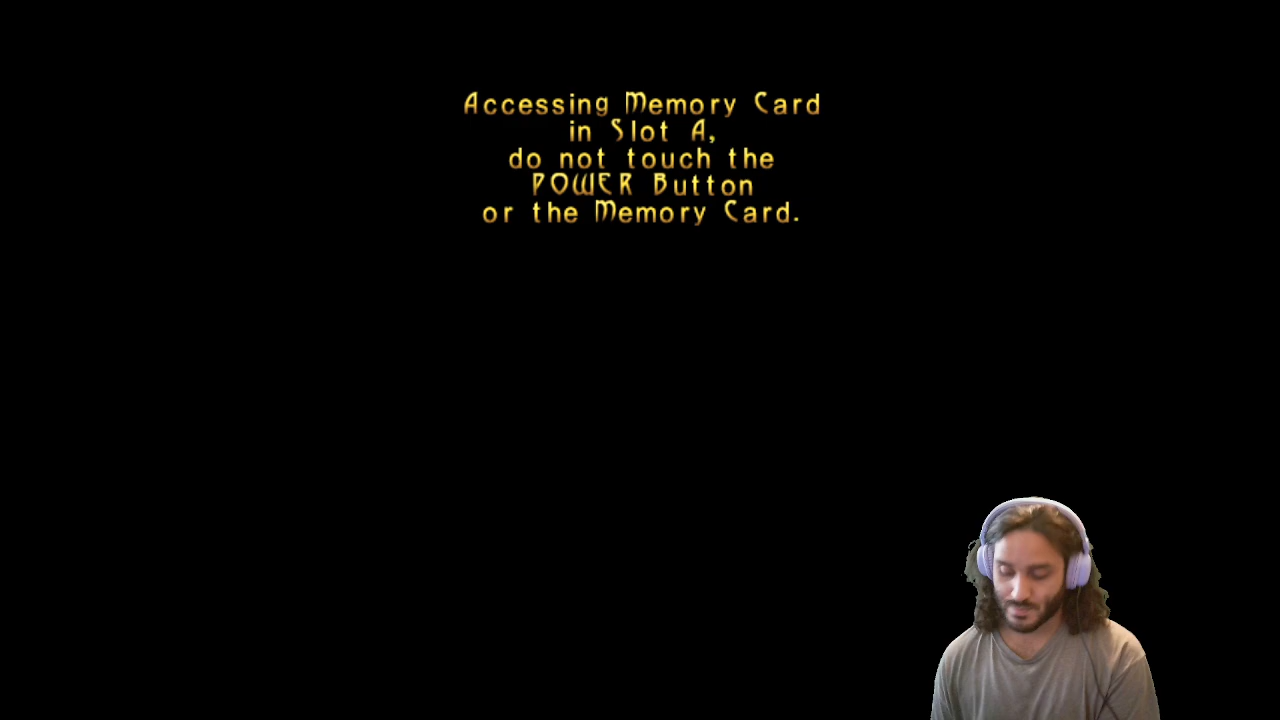 Accessing Memory Card
in Slot A,
do not touch the
POWER Button
or the Memory Card.